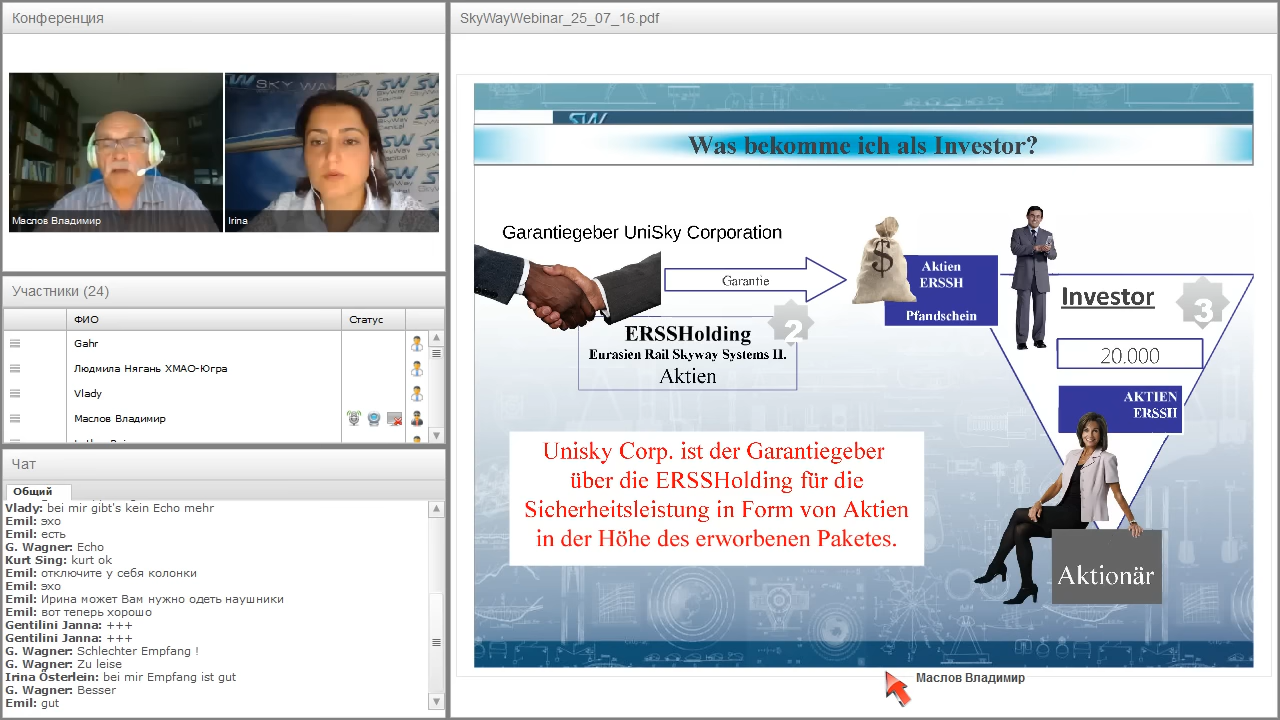 Конференция
Маслов Владимир
Irina
Участники (24)
ФИО
Статус
Gahr
Людмила Нягань ХМАО-Югра
Vlady
Маслов Владимир
Чат
Общий
Vlady: bei mir gibt's kein Echo mehr
Emil: эхо
Emil: есть
G. Wagner: Echo
Kurt Sing: kurt ok
Emil: отключите у себя колонки
Emil: эхо
Emil: Ирина может Вам нужно одеть наушники
Emil: вот теперь хорошо
Gentilini Janna: +++
Gentilini Janna: +++
G. Wagner: Schlechter Empfang !
G. Wagner: Zu leise
Irina Österlein: bei mir Empfang ist gut
G. Wagner: Besser
Emil: gut
SkyWayWebinar_25_07_16.pdf
SW
Was bekomme ich als Investor?
Garantiegeber UniSky Corporation
Garantie
$
Aktien
ERSSH
Pfandschein
2
ERSSHolding
Eurasien Rail Skyway Systems II.
Aktien
Investor
3
20.000
AKTIEN
ERSSH
Aktionär
Unisky Corp. ist der Garantiegeber
über die ERSSHolding für die
Sicherheitsleistung in Form von Aktien
in der Höhe des erworbenen Paketes.
Маслов Владимир